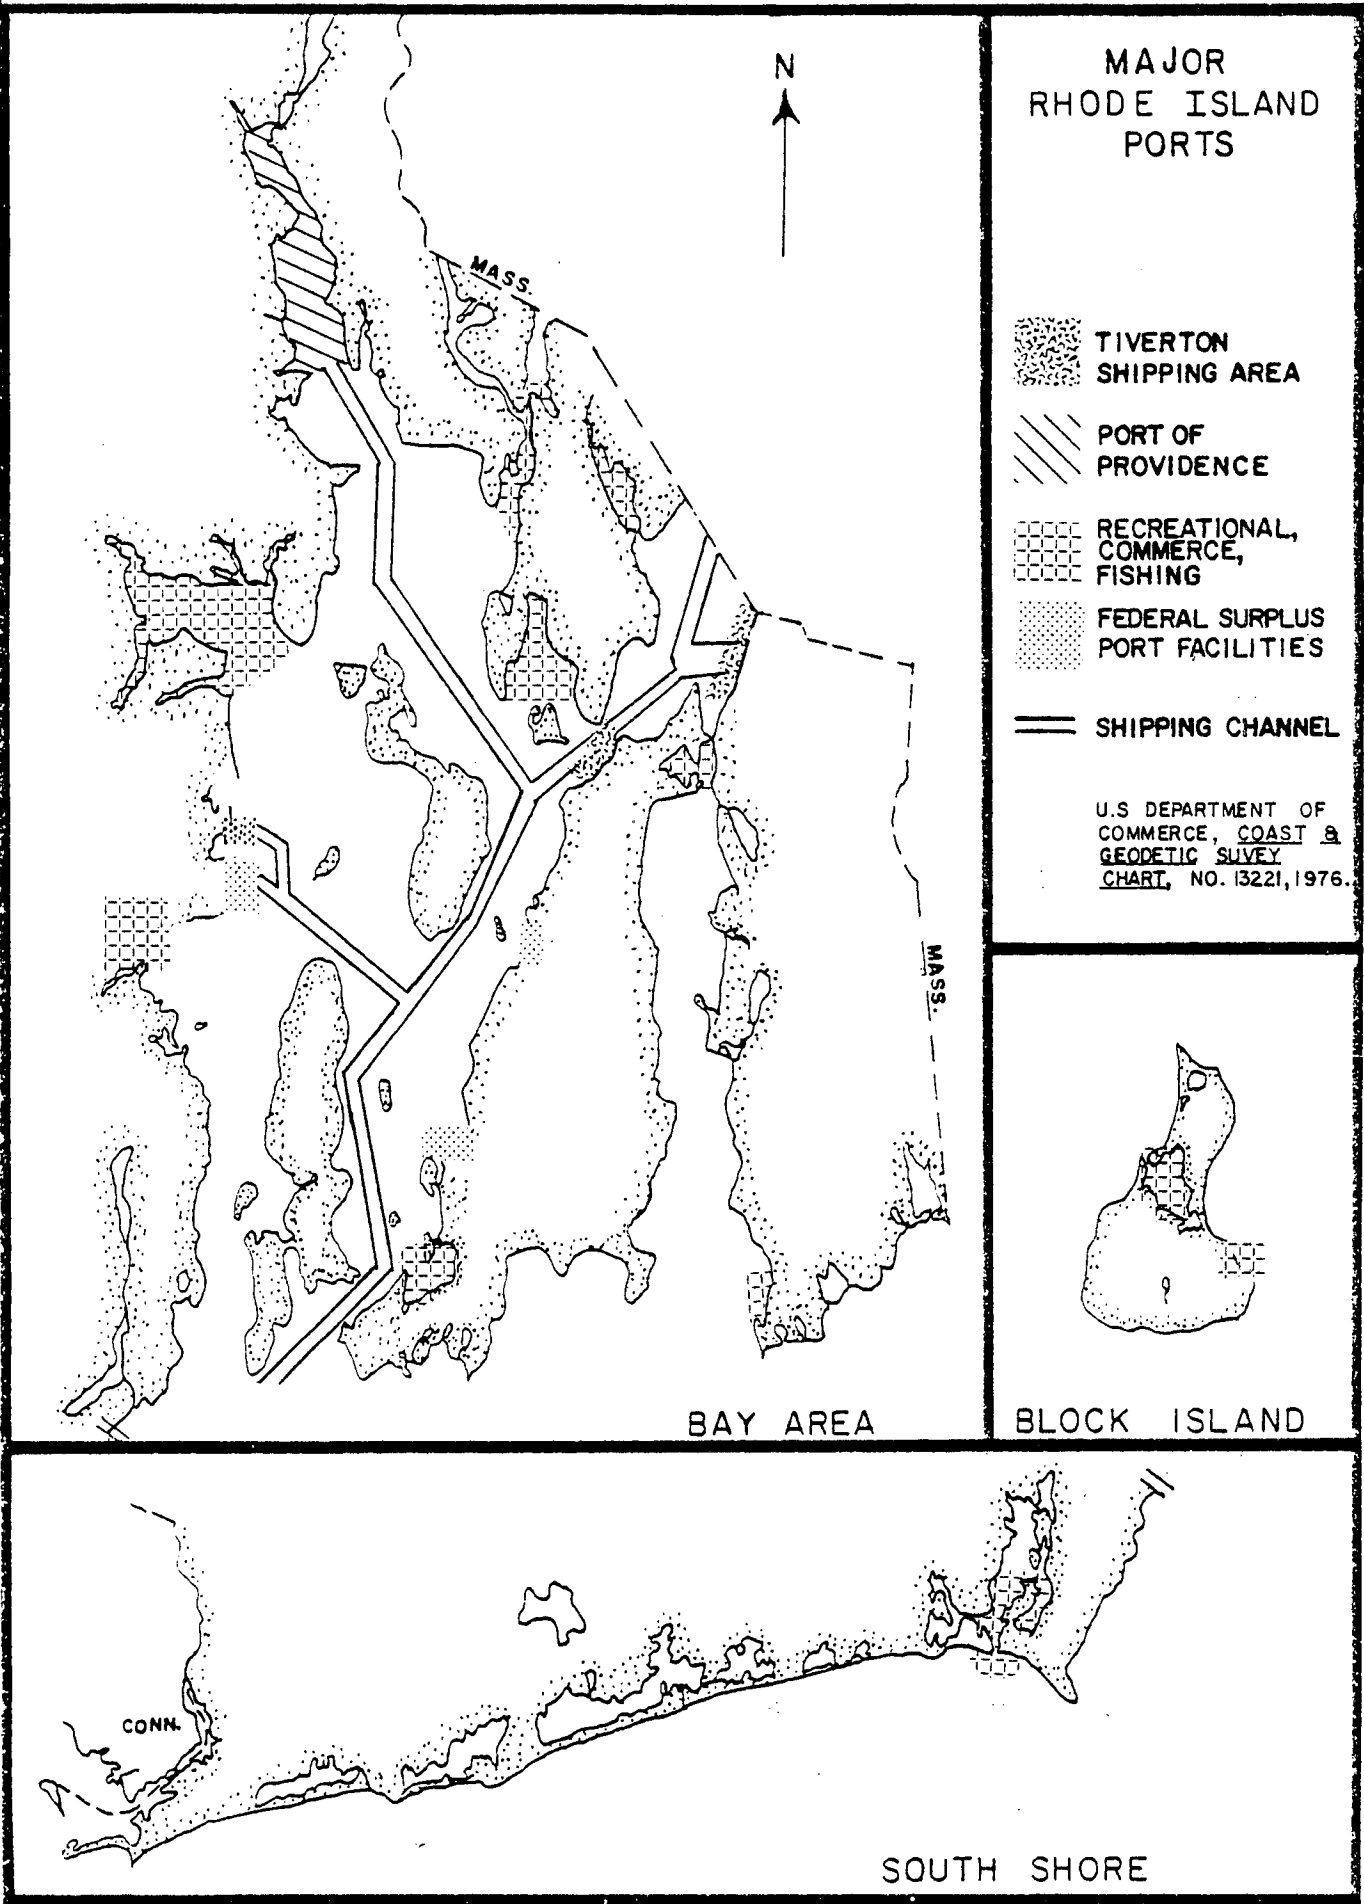 MAJOR
RHODE ISLAND
PORTS
N
MASS.
TIVERTON
SHIPPING AREA
PORT OF
PROVIDENCE
RECREATIONAL,
COMMERCE,
FISHING
FEDERAL SURPLUS
PORT FACILITIES
SHIPPING CHANNEL
U.S DEPARTMENT OF
COMMERCE, COAST &
GEODETIC SUVEY
CHART, NO. 13221, 1976.
MASS.
BAY AREA
BLOCK ISLAND
CONN.
SOUTH SHORE